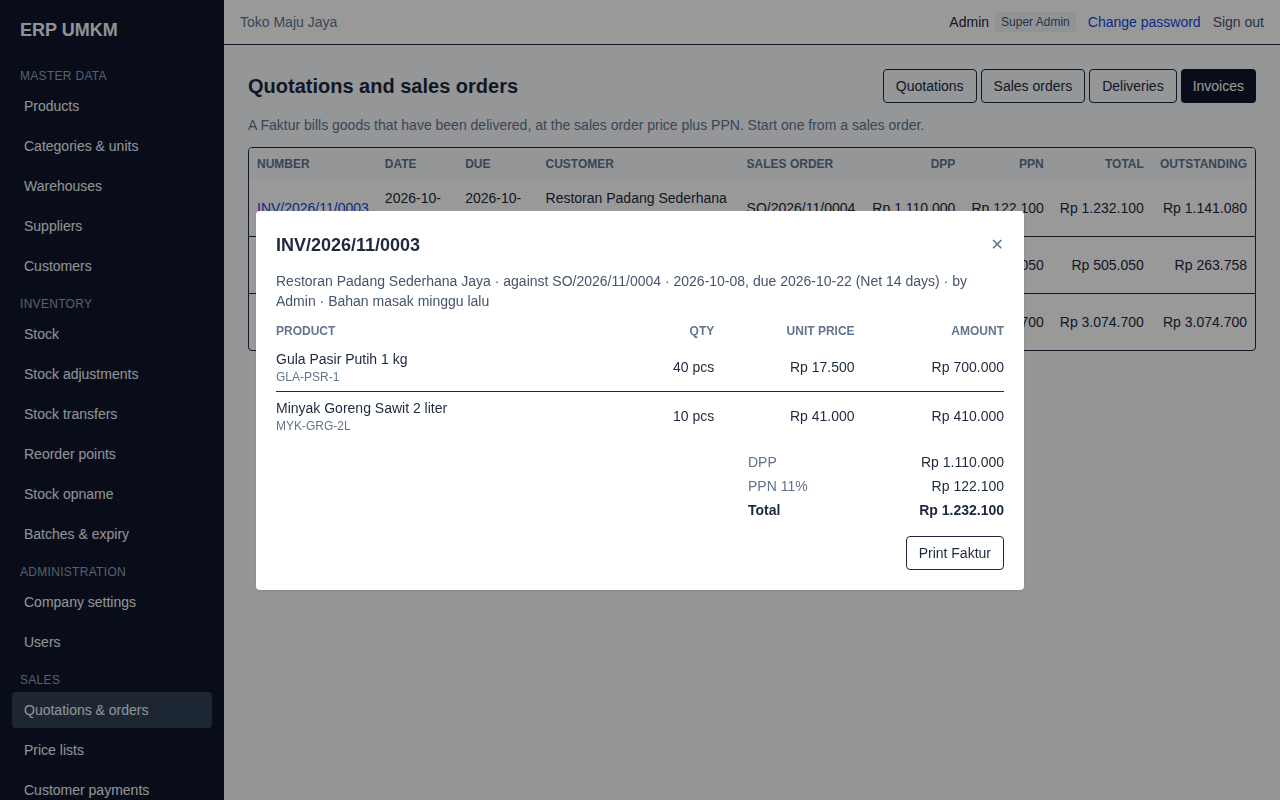 ERP UMKM
MASTER DATA
Products
Categories & units
Warehouses
Suppliers
Customers
INVENTORY
Stock
Stock adjustments
Stock transfers
Reorder points
Stock opname
Batches & expiry
ADMINISTRATION
Company settings
Users
SALES
Quotations & orders
Price lists
Customer payments
Toko Maju Jaya
Admin Super Admin Change password Sign out
Quotations and sales orders
Quotations Sales orders Deliveries Invoices
A Faktur bills goods that have been delivered, at the sales order price plus PPN. Start one from a sales order.
NUMBER DATE DUE CUSTOMER SALES ORDER DPP PPN TOTAL OUTSTANDING
2026-10- 2026-10- Restoran Padang Sederhana
INV/2026/11/0003 SO/2026/11/0004 Rp 1.110.000 Rp 122.100 Rp 1.232.100 Rp 1.141.080
050 Rp 505.050 Rp 263.758
700 Rp 3.074.700 Rp 3.074.700
INV/2026/11/0003 ×
Restoran Padang Sederhana Jaya · against SO/2026/11/0004 · 2026-10-08, due 2026-10-22 (Net 14 days) · by
Admin · Bahan masak minggu lalu
PRODUCT QTY UNIT PRICE AMOUNT
Gula Pasir Putih 1 kg
GLA-PSR-1
40 pcs Rp 17.500 Rp 700.000
Minyak Goreng Sawit 2 liter
MYK-GRG-2L
10 pcs Rp 41.000 Rp 410.000
DPP Rp 1.110.000
PPN 11% Rp 122.100
Total Rp 1.232.100
Print Faktur